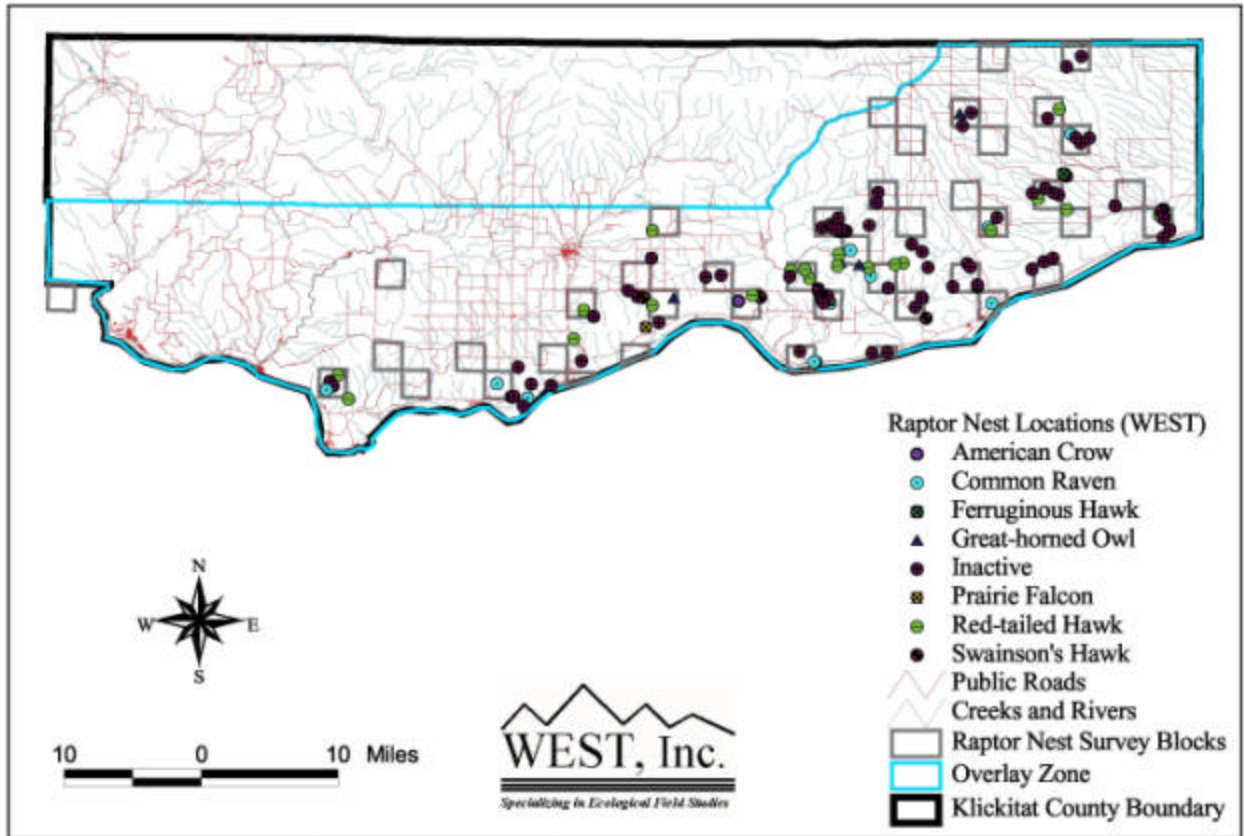 Raptor Nest Locations (WEST)
American Crow
Common Raven
Ferruginous Hawk
Great-horned Owl
Inactive
Prairie Falcon
Red-tailed Hawk
Swainson's Hawk
Public Roads
Creeks and Rivers
Raptor Nest Survey Blocks
Overlay Zone
Klickitat County Boundary
N
W E
S
10 0 10 Miles
WEST, Inc.
Specializing in Ecological Field Studies